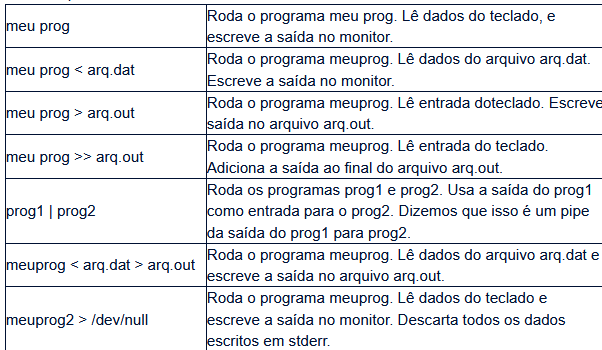 meu prog
Roda o programa meu prog. Lê dados do teclado, e
escreve a saída no monitor.
meu prog < arq.dat
Roda o programa meuprog. Lê dados do arquivo arq.dat.
Escreve a saída no monitor.
meu prog > arq.out
Roda o programa meuprog. Lê entrada doteclado. Escreve
saída no arquivo arq.out.
meu prog >> arq.out
Roda o programa meuprog. Lê entrada do teclado.
Adiciona a saída ao final do arquivo arq.out.
prog1 | prog2
Roda os programas prog1 e prog2. Usa a saída do prog1
como entrada para o prog2. Dizemos que isso é um pipe
da saída do prog1 para prog2.
meuprog < arq.dat > arq.out
Roda o programa meuprog. Lê dados do arquivo arq.dat e
escreve a saída no arquivo arq.out.
meuprog2 > /dev/null
Roda o programa meuprog. Lê dados do teclado e
escreve a saída no monitor. Descarta todos os dados
escritos em stderr.